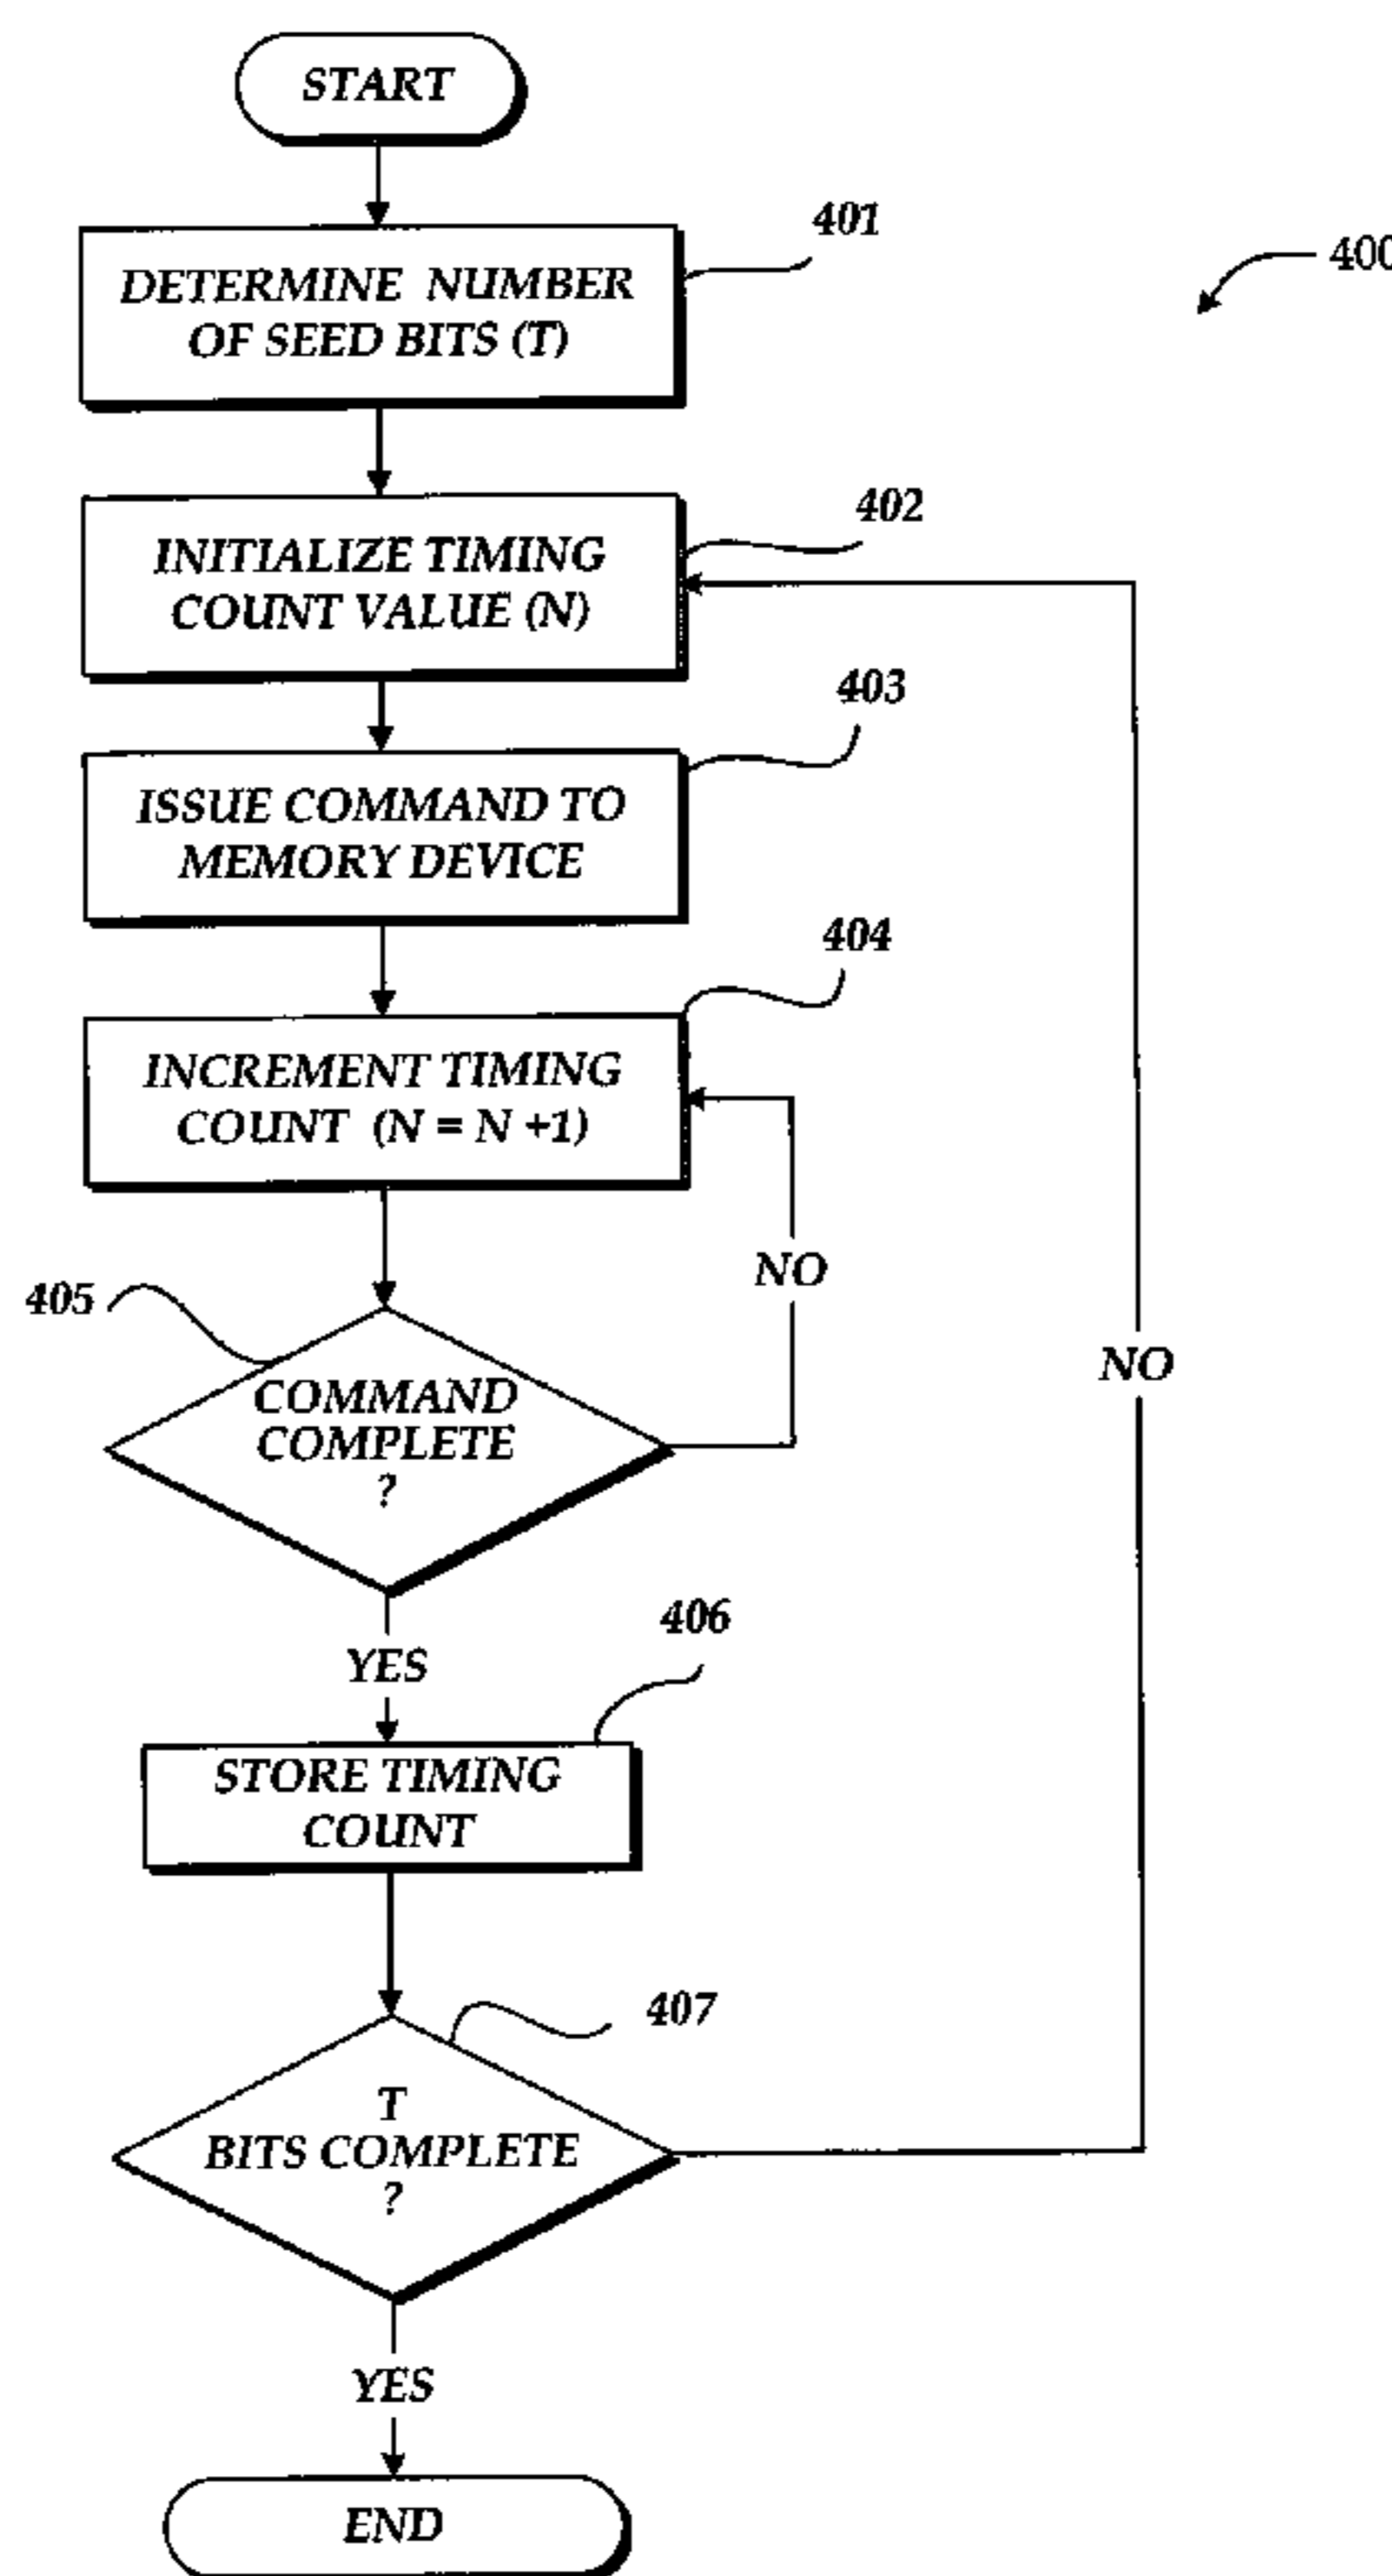 START
401
400
DETERMINE NUMBER
OF SEED BITS (T)
402
INITIALIZE TIMING
COUNT VALUE (N)
403
ISSUE COMMAND TO
MEMORY DEVICE
404
INCREMENT TIMING
COUNT (N = N +1)
NO
405
COMMAND
COMPLETE
?
NO
YES
406
STORE TIMING
COUNT
407
T
BITS COMPLETE
?
YES
END